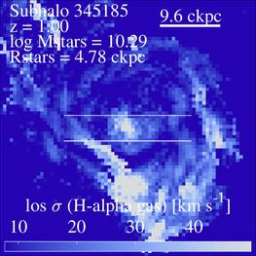 Subhalo 345185
9.6 ckpc
z = 1.00
log Mstars = 10.29
Rstars = 4.78 ckpc
los σ (H-alpha gas) [km s⁻¹]
10 20 30 40